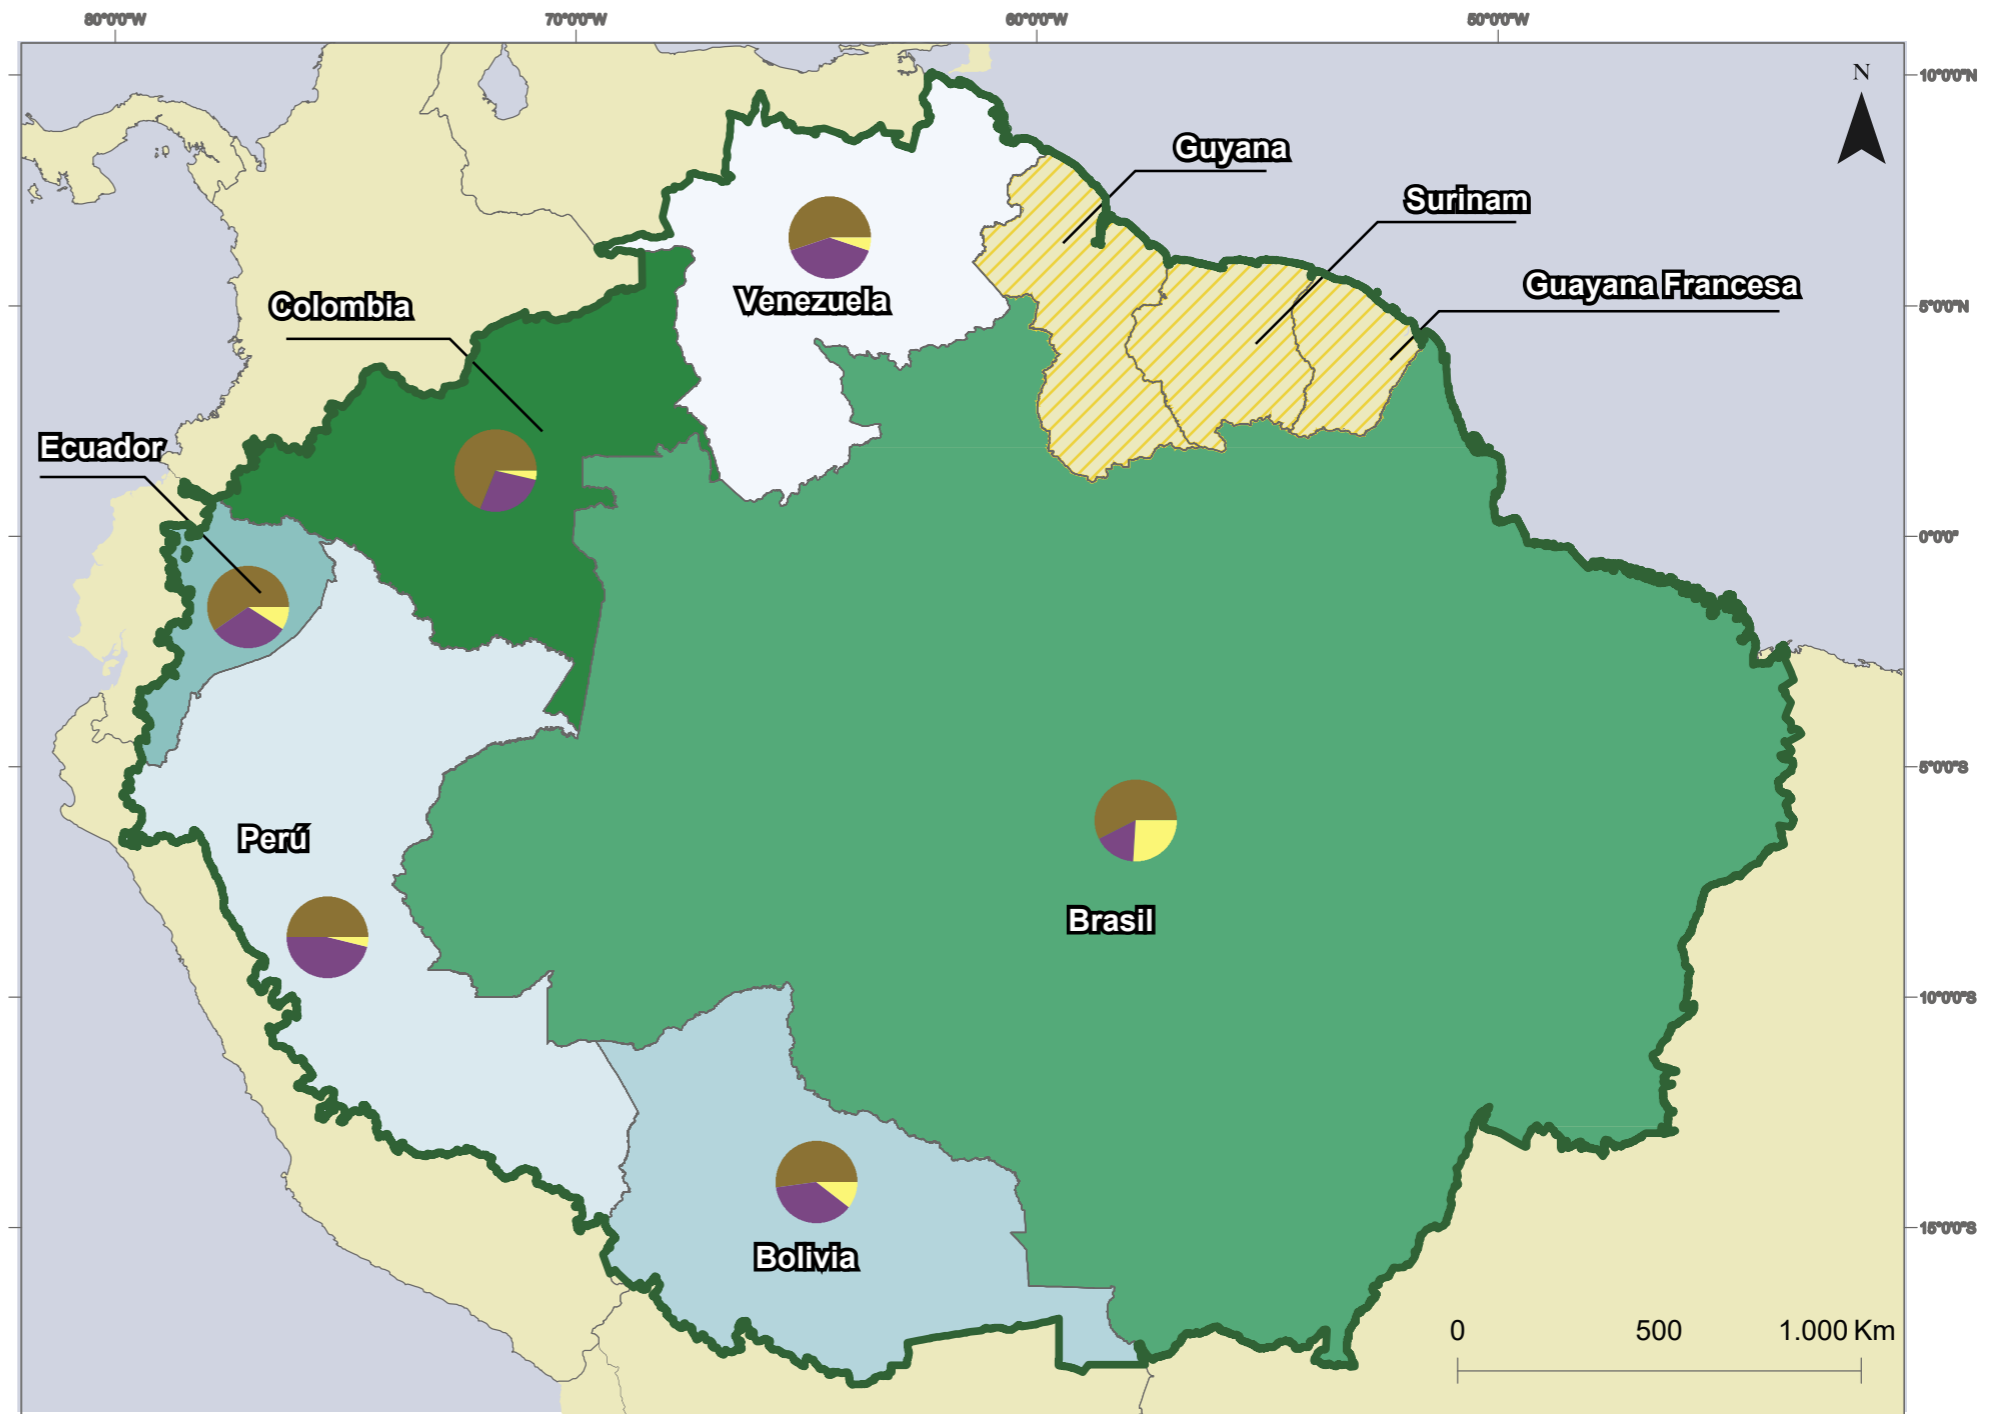 80°0'0"W 70°0'0"W 60°0'0"W 50°0'0"W
N
10°0'0"N
Guyana
Surinam
Guayana Francesa
Colombia
Venezuela
5°0'0"N
Ecuador
0°0'0"
5°0'0"S
Perú
Brasil
10°0'0"S
15°0'0"S
Bolivia
0 500 1.000 Km